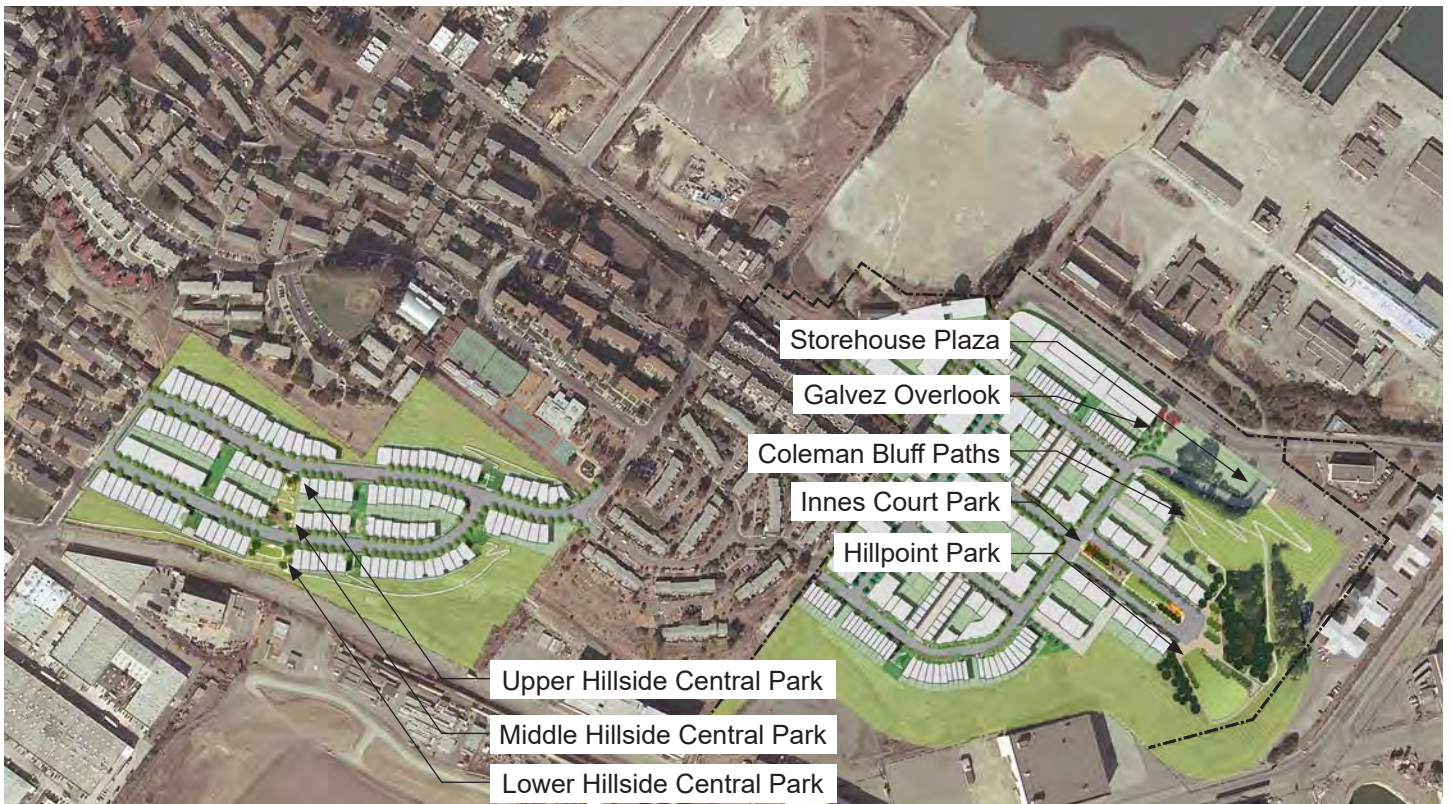 Storehouse Plaza
Galvez Overlook
Coleman Bluff Paths
Innes Court Park
Hillpoint Park
Upper Hillside Central Park
Middle Hillside Central Park
Lower Hillside Central Park